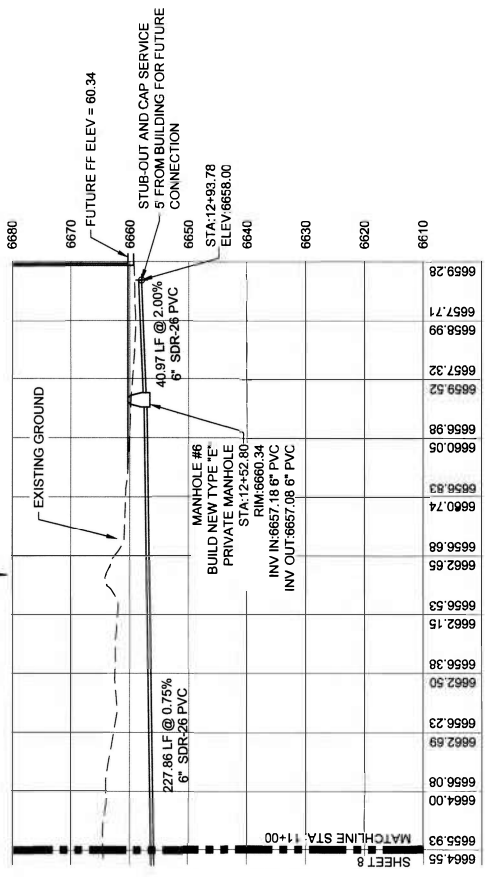 6680
6670
6660
6650
6640
6630
6620
6610
FUTURE FF ELEV = 60.34
STUB-OUT AND CAP SERVICE
5' FROM BUILDING FOR FUTURE
CONNECTION
STA:12+93.78
ELEV:6658.00
40.97 LF @ 2.00%
6" SDR-26 PVC
EXISTING GROUND
MANHOLE #6
BUILD NEW TYPE "E"
PRIVATE MANHOLE
STA:12+52.80
RIM:6660.34
INV IN:6657.18 6" PVC
INV OUT:6657.08 6" PVC
227.86 LF @ 0.75%
6" SDR-26 PVC
SHEET 8
MATCHLINE STA: 11+00
6664.55
6655.93
6664.00
6656.08
6662.69
6656.23
6662.50
6656.38
6662.15
6656.53
6662.65
6656.68
6660.74
6656.83
6660.05
6656.98
6659.52
6657.32
6658.99
6657.71
6659.28